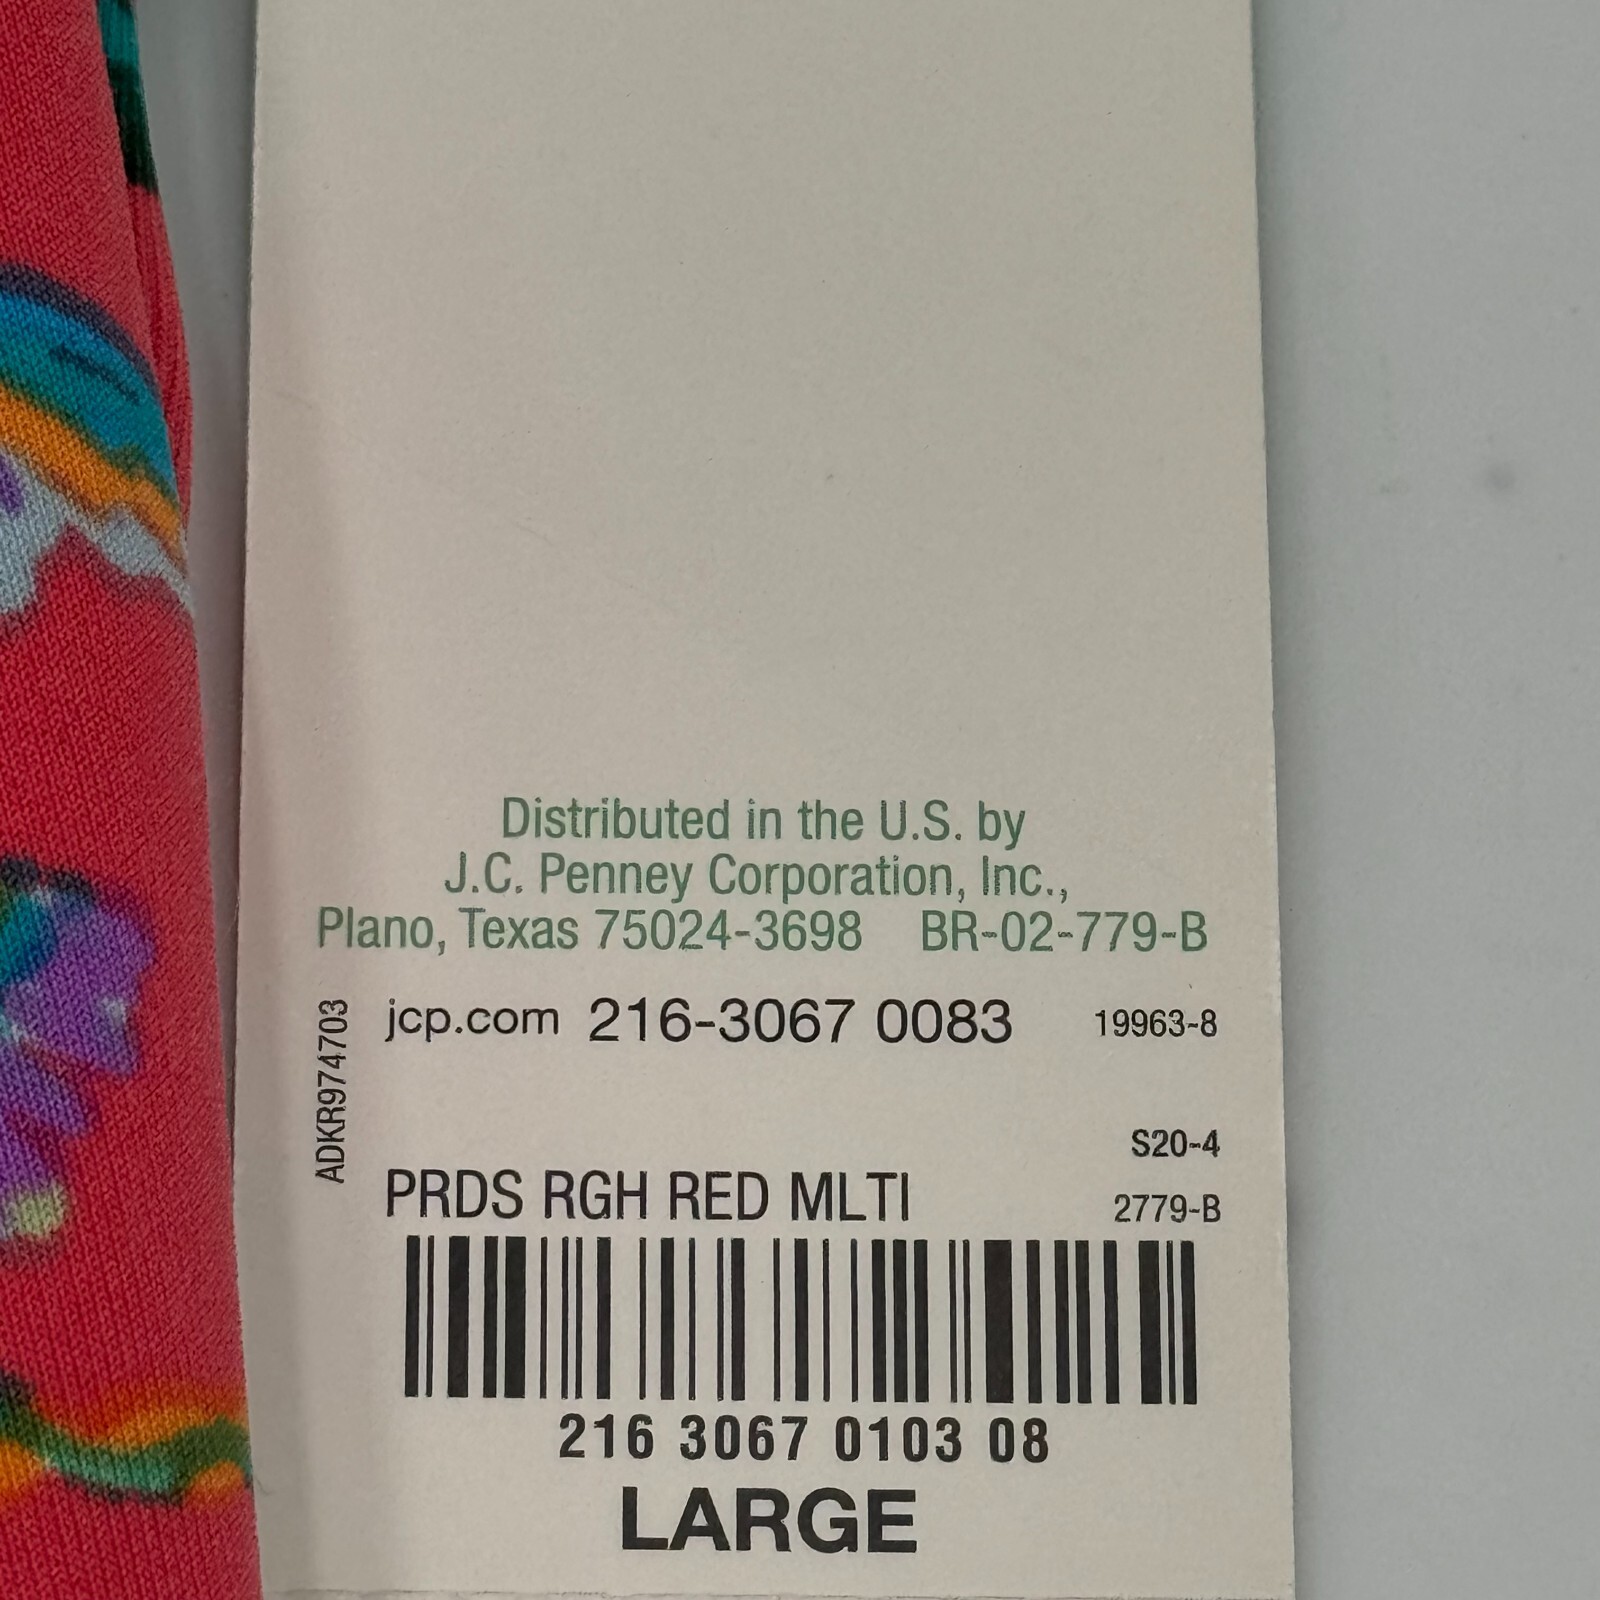 Distributed in the U.S. by
J.C. Penney Corporation, Inc.,
Plano, Texas 75024-3698 BR-02-779-B
ADKR974703
jcp.com 216-3067 0083 19963-8
S20-4
PRDS RGH RED MLTI 2779-B
216 3067 0103 08
LARGE